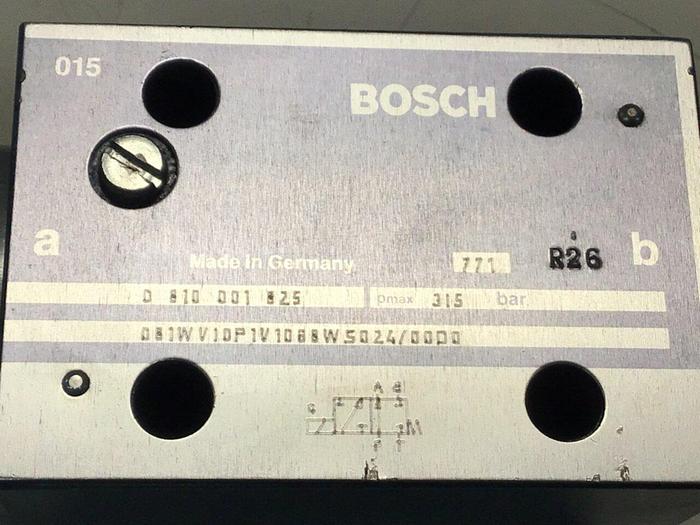 015
BOSCH
a
b
Made in Germany 771 R26
0 810 001 825 pmax 315 bar
081WV10P1V1068WS024/00D0
A B
a M
P T